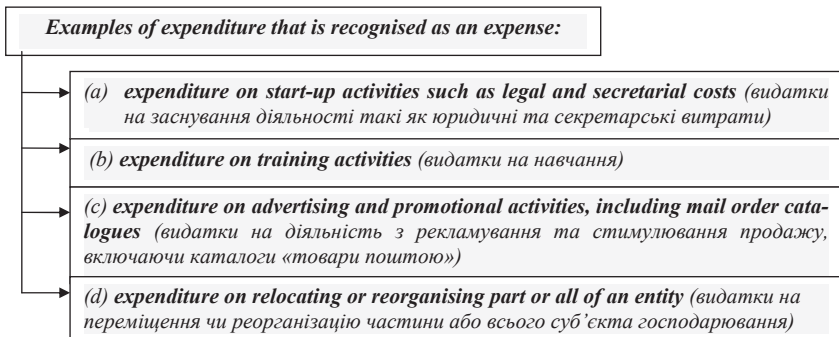 Examples of expenditure that is recognised as an expense:
(a) expenditure on start-up activities such as legal and secretarial costs (видатки
на заснування діяльності такі як юридичні та секретарські витрати)
(b) expenditure on training activities (видатки на навчання)
(c) expenditure on advertising and promotional activities, including mail order cata-
logues (видатки на діяльність з рекламування та стимулювання продажу,
включаючи каталоги «товари поштою»)
(d) expenditure on relocating or reorganising part or all of an entity (видатки на
переміщення чи реорганізацію частини або всього суб’єкта господарювання)